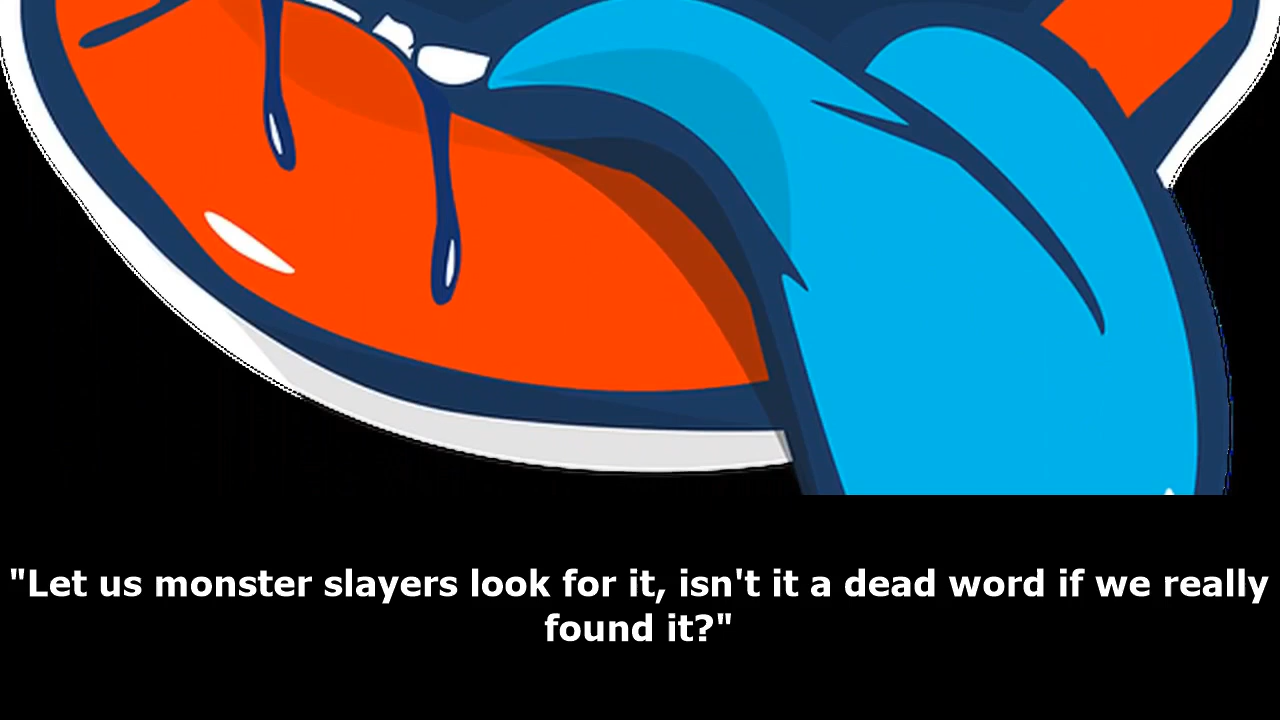 "Let us monster slayers look for it, isn't it a dead word if we really
found it?"